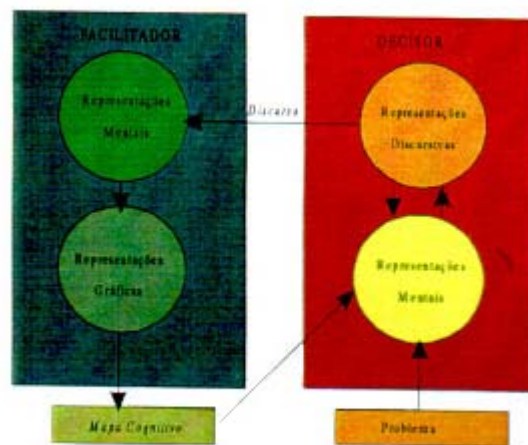 FACILITADOR
Representações
Mentais
Representações
Gráficas
Mapa Cognitivo
Discurso
DECISOR
Representações
Discursivas
Representações
Mentais
Problema